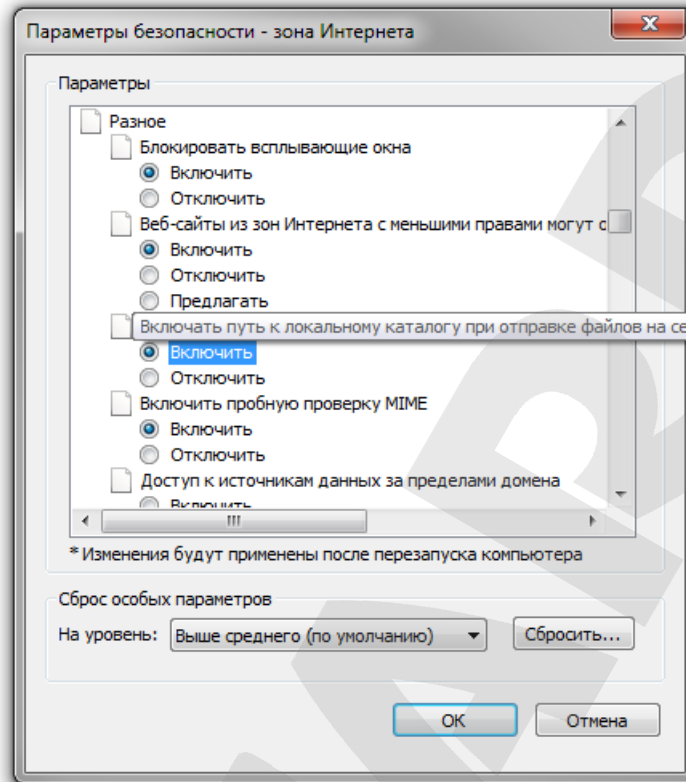 Параметры безопасности - зона Интернета
Параметры
Разное
Блокировать всплывающие окна
Включить
Отключить
Веб-сайты из зон Интернета с меньшими правами могут
Включить
Отключить
Предлагать
Включать путь к локальному каталогу при отправке файлов на
Включить
Отключить
Включить пробную проверку MIME
Включить
Отключить
Доступ к источникам данных за пределами домена
Включить
* Изменения будут применены после перезапуска компьютера
Сброс особых параметров
На уровень: Выше среднего (по умолчанию) Сбросить...
ОК Отмена